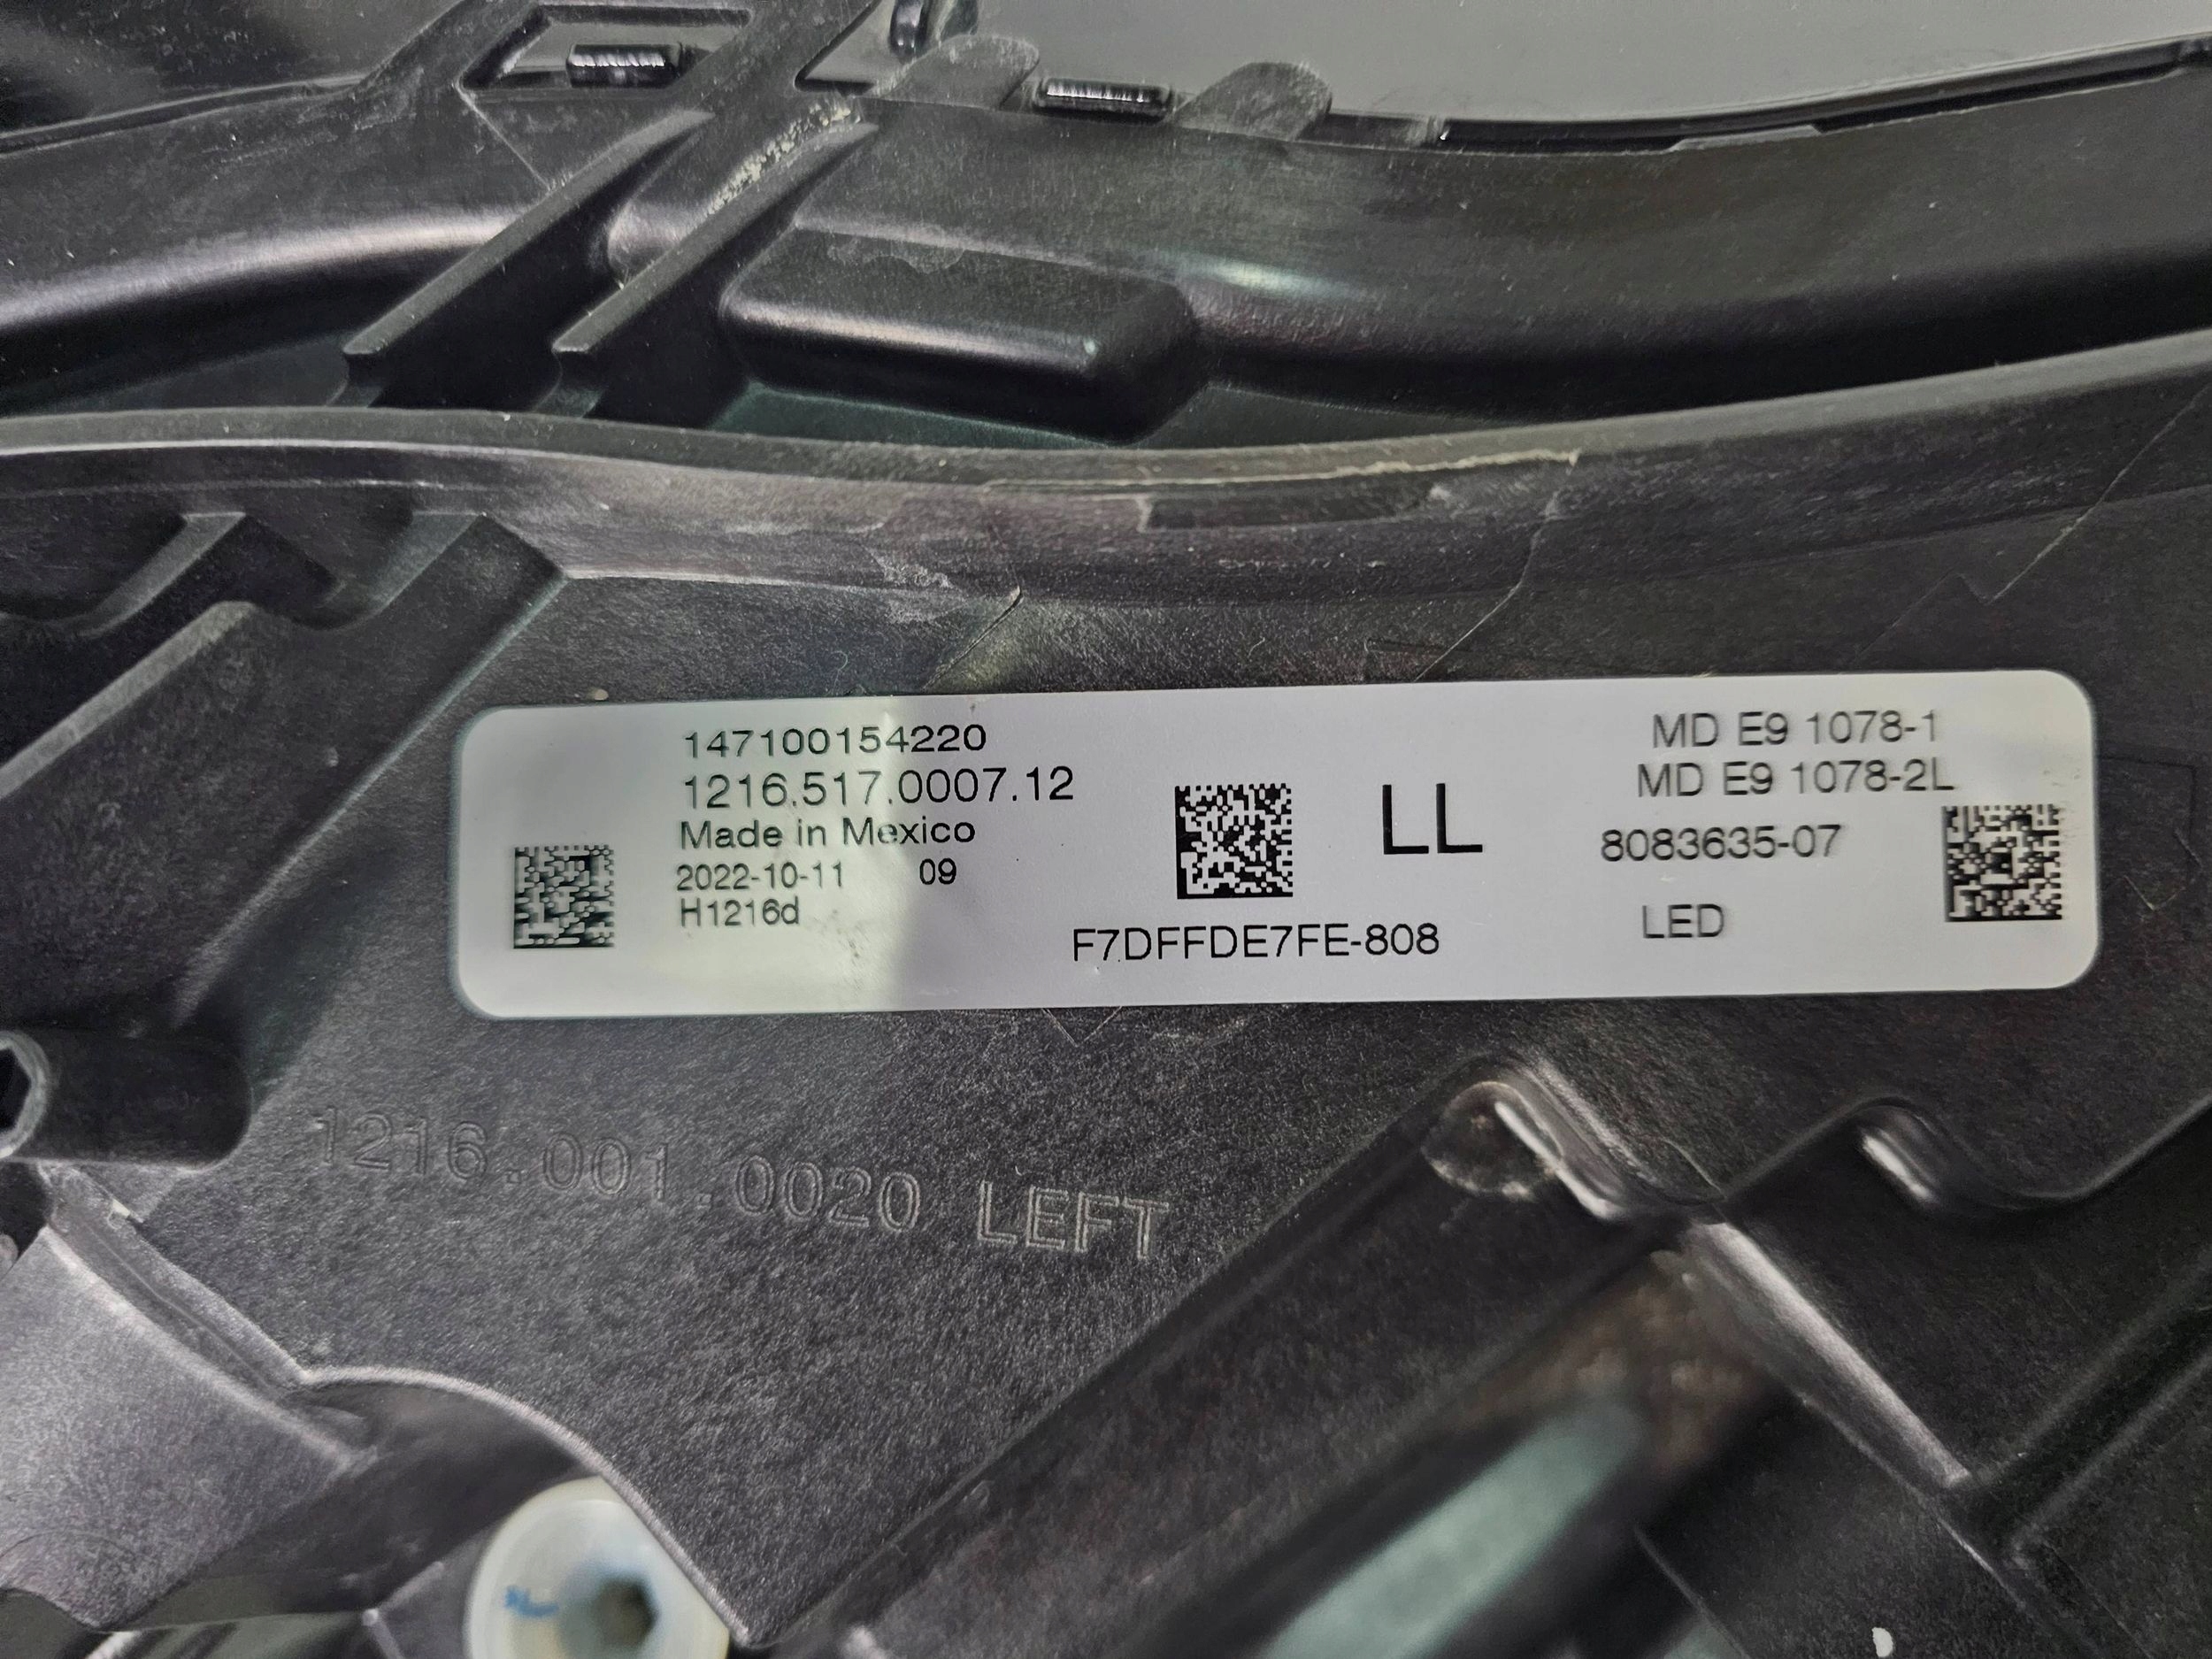 147100154220
1216.517.0007.12
Made in Mexico
2022-10-11 09
H1216d
F7DFFDE7FE-808
LL
MD E9 1078-1
MD E9 1078-2L
8083635-07
LED
1216.001.0020 LEFT